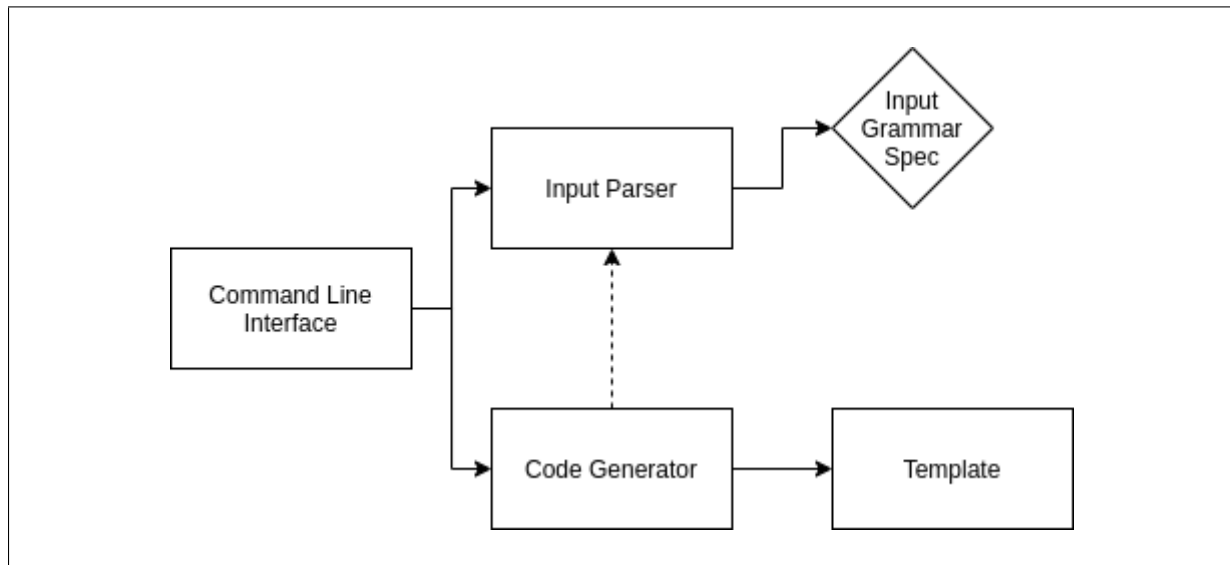 Input
Grammar
Spec
Input Parser
Command Line
Interface
Code Generator
Template